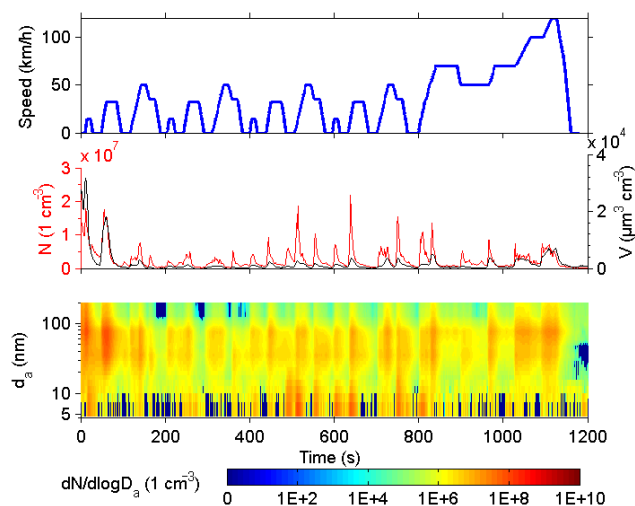 Speed (km/h)
100
50
0
x 10^7
x 10^4
N (1 cm^-3)
3
2
1
0
4
2
0
V (µm^3 cm^-3)
d_a (nm)
100
10
5
0 200 400 600 800 1000 1200
Time (s)
dN/dlogD_a (1 cm^-3)
0 1E+2 1E+4 1E+6 1E+8 1E+10